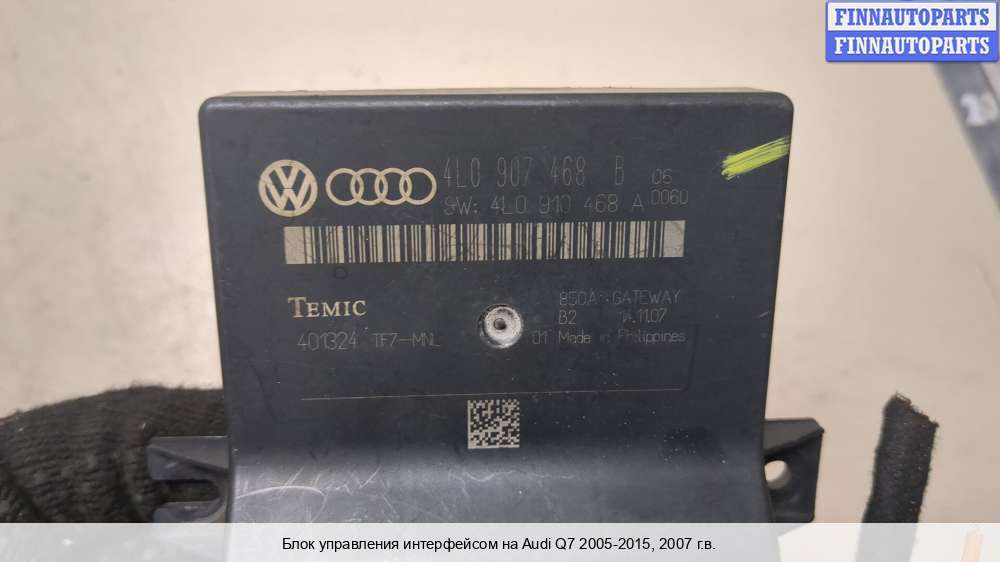 FINNAUTOPARTS
FINNAUTOPARTS
4L0 907 468 B 06
SW: 4L0 910 468 A 0060
TEMIC
850A GATEWAY
B2 14.11.07
401324 TF7-MNL 01 Made in Philippines
Блок управления интерфейсом на Audi Q7 2005-2015, 2007 г.в.